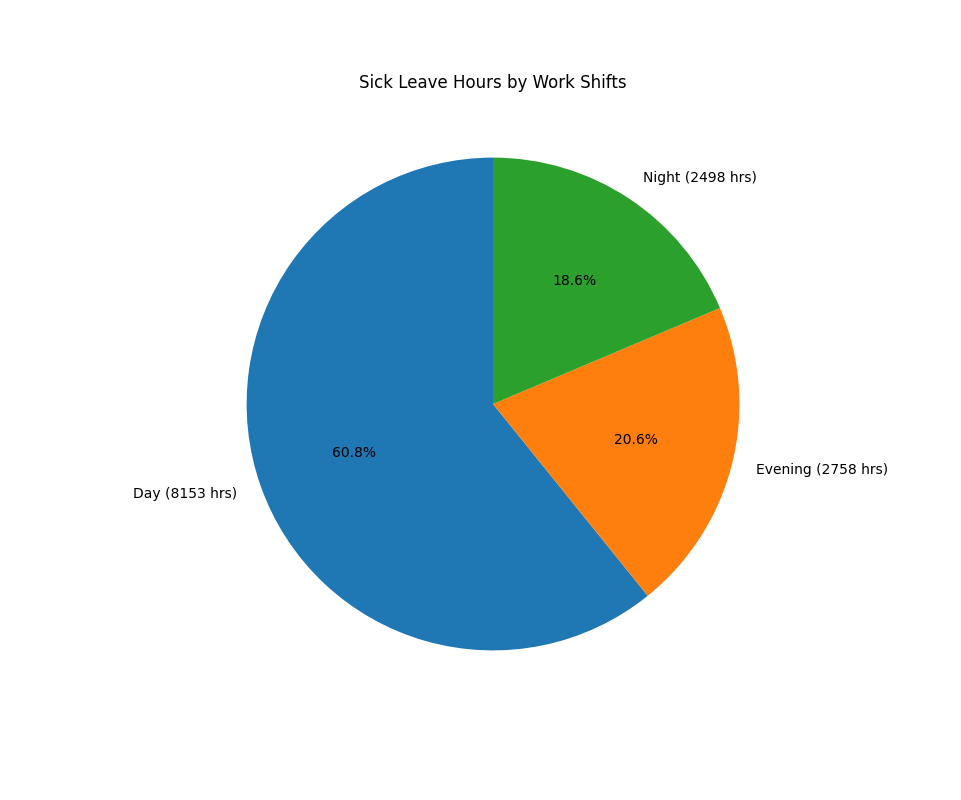 Sick Leave Hours by Work Shifts
Night (2498 hrs)
18.6%
20.6%
60.8%
Evening (2758 hrs)
Day (8153 hrs)